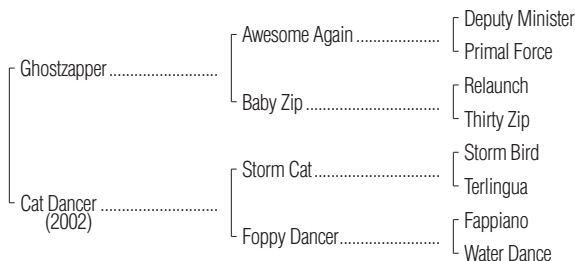 Deputy Minister
Awesome Again ....................
Primal Force
Ghostzapper ..........................
Relaunch
Baby Zip ................................
Thirty Zip
Storm Bird
Storm Cat ..............................
Terlingua
Cat Dancer ............................
(2002)
Fappiano
Foppy Dancer........................
Water Dance